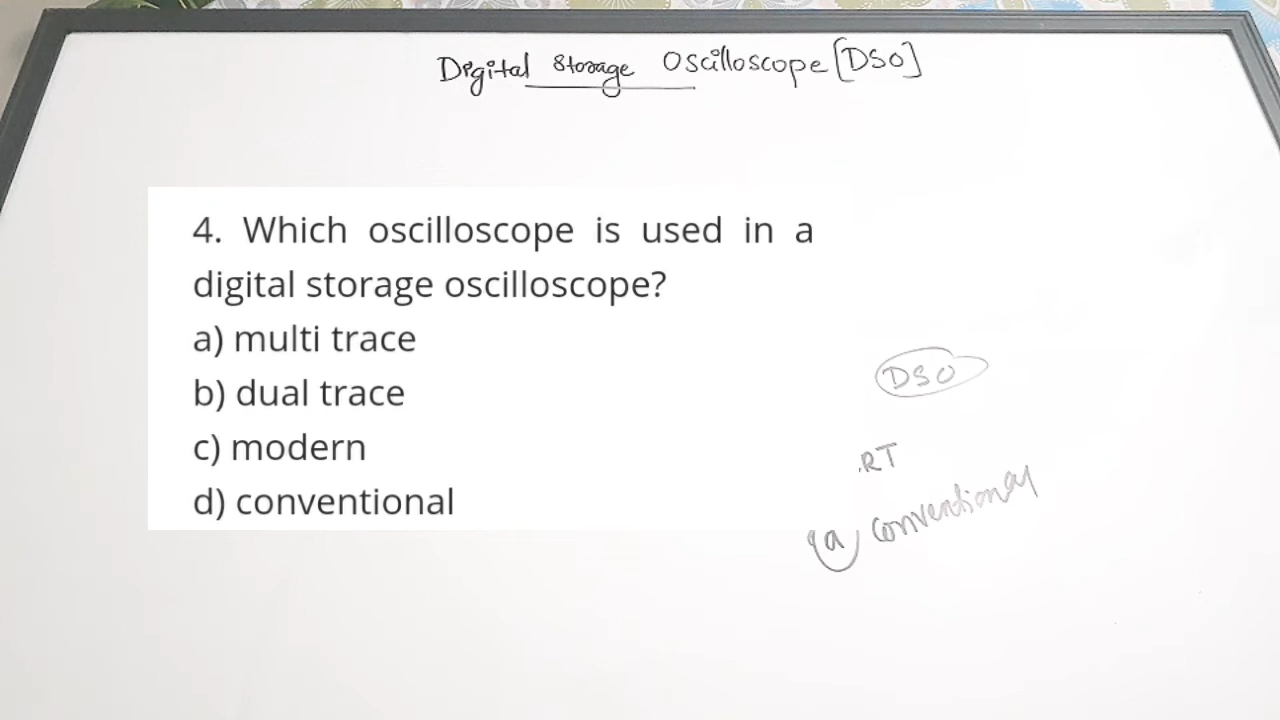 Digital Storage Oscilloscope [DSO]
4. Which oscilloscope is used in a
digital storage oscilloscope?
a) multi trace
b) dual trace
c) modern
d) conventional
DSO
RT
(a) conventional